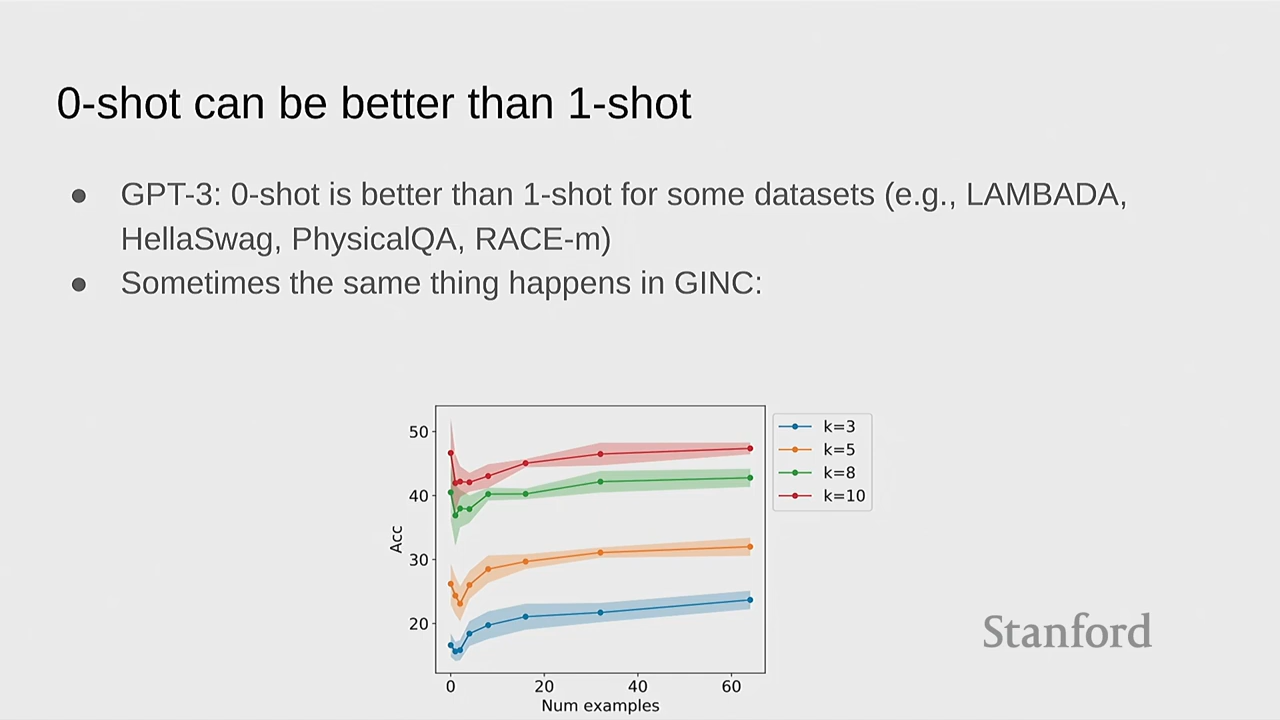 0-shot can be better than 1-shot
● GPT-3: 0-shot is better than 1-shot for some datasets (e.g., LAMBADA,
HellaSwag, PhysicalQA, RACE-m)
● Sometimes the same thing happens in GINC:
50
40
30
20
Acc
0 20 40 60
Num examples
k=3
k=5
k=8
k=10
Stanford